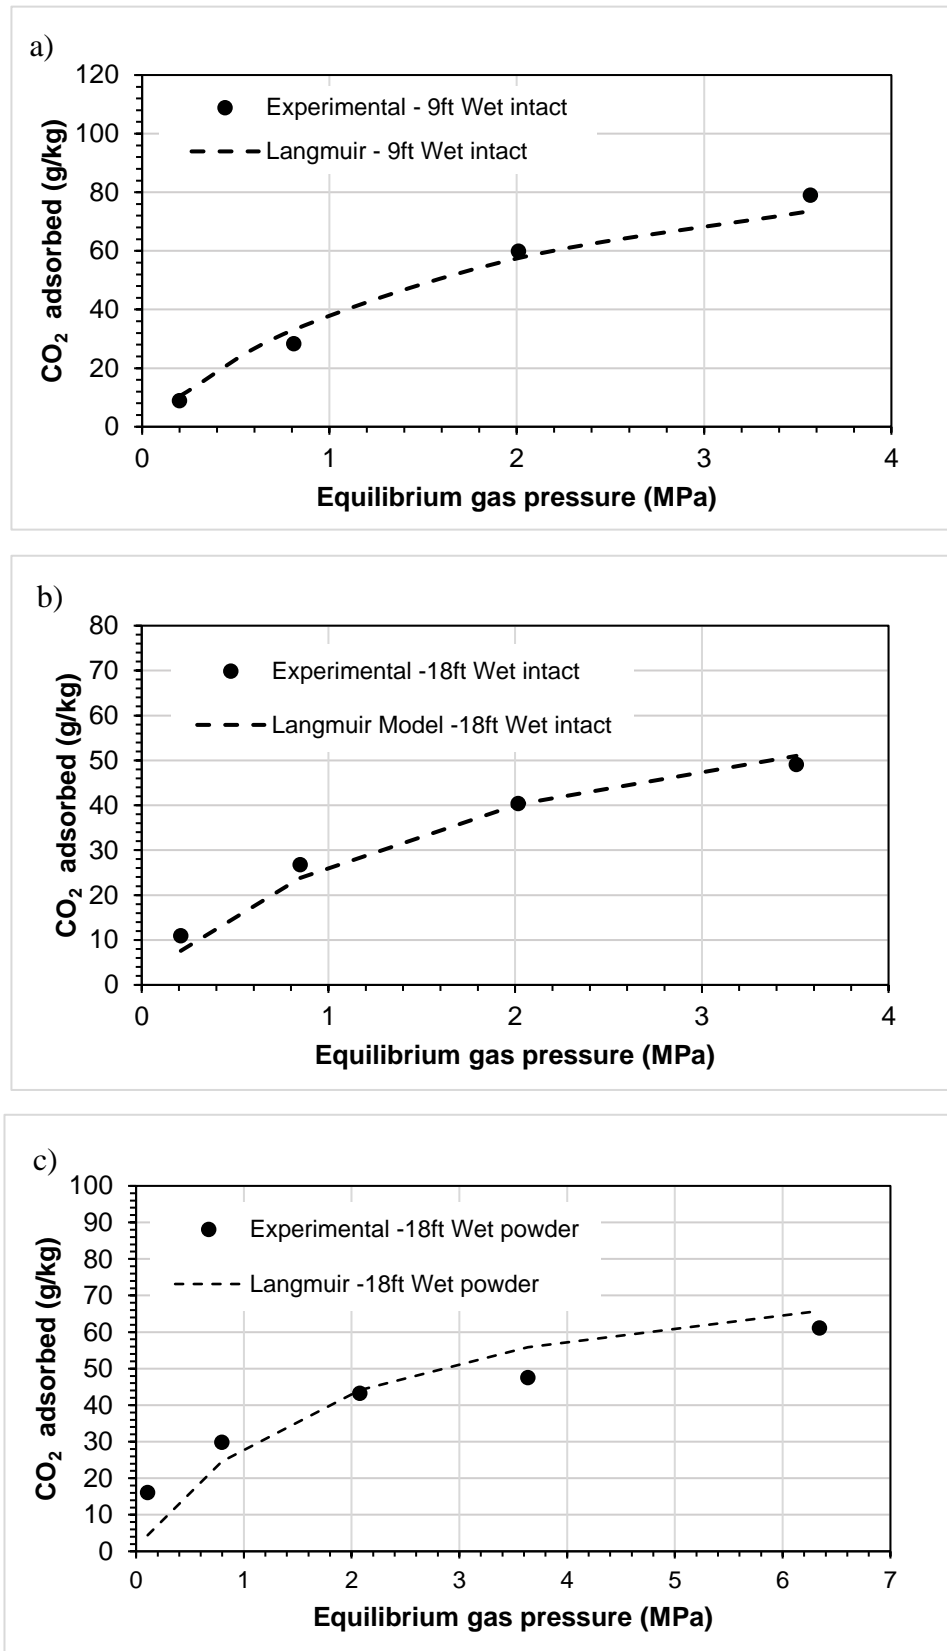 a)
120
100
80
60
40
20
0
CO₂ adsorbed (g/kg)
Experimental - 9ft Wet intact
Langmuir - 9ft Wet intact
0 1 2 3 4
Equilibrium gas pressure (MPa)
b)
80
70
60
50
40
30
20
10
0
CO₂ adsorbed (g/kg)
Experimental -18ft Wet intact
Langmuir Model -18ft Wet intact
0 1 2 3 4
Equilibrium gas pressure (MPa)
c)
100
90
80
70
60
50
40
30
20
10
0
CO₂ adsorbed (g/kg)
Experimental -18ft Wet powder
Langmuir -18ft Wet powder
0 1 2 3 4 5 6 7
Equilibrium gas pressure (MPa)